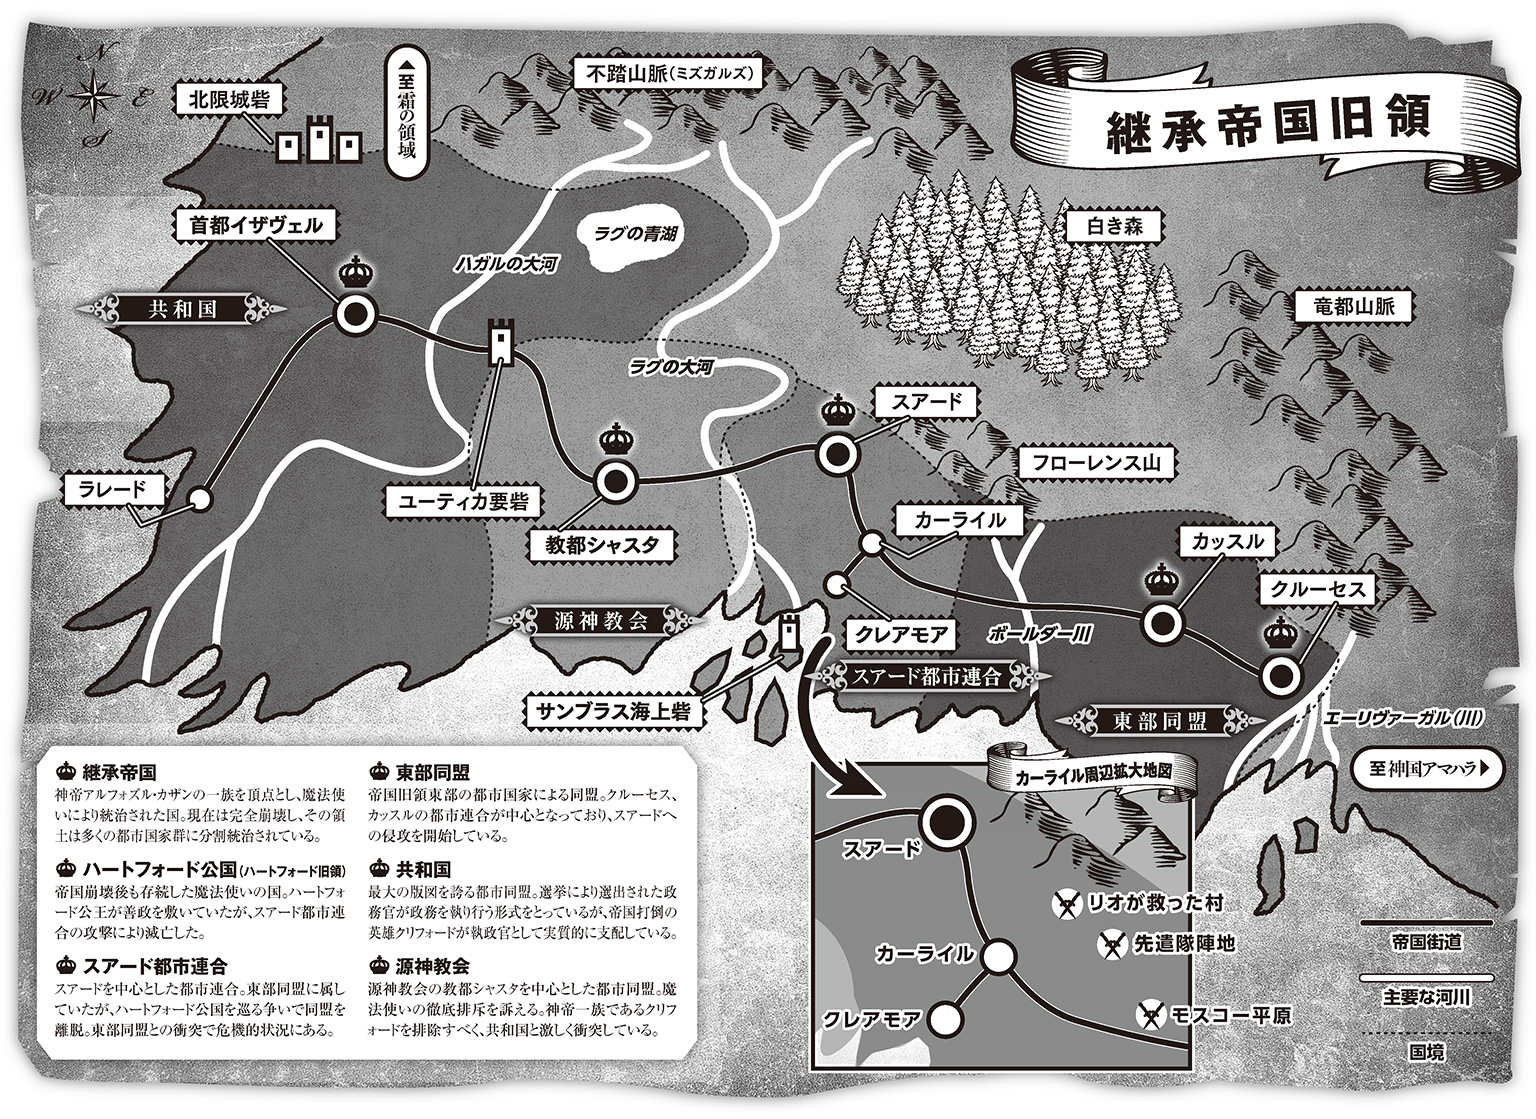 継承帝国旧領
N
W
E
S
北限城砦
至霜の領域
不踏山脈(ミズガルズ)
白き森
竜都山脈
首都イザヴェル
ハガルの大河
ラグの青湖
共和国
ラグの大河
スアード
フローレンス山
ラレード
ユーティカ要砦
教都シャスタ
カーライル
カッスル
クルーセス
源神教会
クレアモア
ボールダー川
スアード都市連合
サンブラス海上砦
東部同盟
エーリヴァーガル(川)
至神国アマハラ
継承帝国
神帝アルフォズル・カザンの一族を頂点とし、魔法使
いにより統治された国。現在は完全崩壊し、その領
土は多くの都市国家群に分割統治されている。
ハートフォード公国(ハートフォード旧領)
帝国崩壊後も存続した魔法使いの国。ハートフォ
ード公王が善政を敷いていたが、スアード都市連
合の攻撃により滅亡した。
スアード都市連合
スアードを中心とした都市連合。東部同盟に属し
ていたが、ハートフォード公国を巡る争いで同盟を
離脱。東部同盟との衝突で危機的状況にある。
東部同盟
帝国旧領東部の都市国家による同盟。クルーセス、
カッスルの都市連合が中心となっており、スアードへ
の侵攻を開始している。
共和国
最大の版図を誇る都市同盟。選挙により選出された政
務官が政務を執り行う形式をとっているが、帝国打倒の
英雄クリフォードが執政官として実質的に支配している。
源神教会
源神教会の教都シャスタを中心とした都市同盟。魔
法使いの徹底排斥を訴える。神帝一族であるクリフ
ォードを排除すべく、共和国と激しく衝突している。
カーライル周辺拡大地図
スアード
リオが救った村
先遣隊陣地
カーライル
クレアモア
モスコー平原
帝国街道
主要な河川
国境